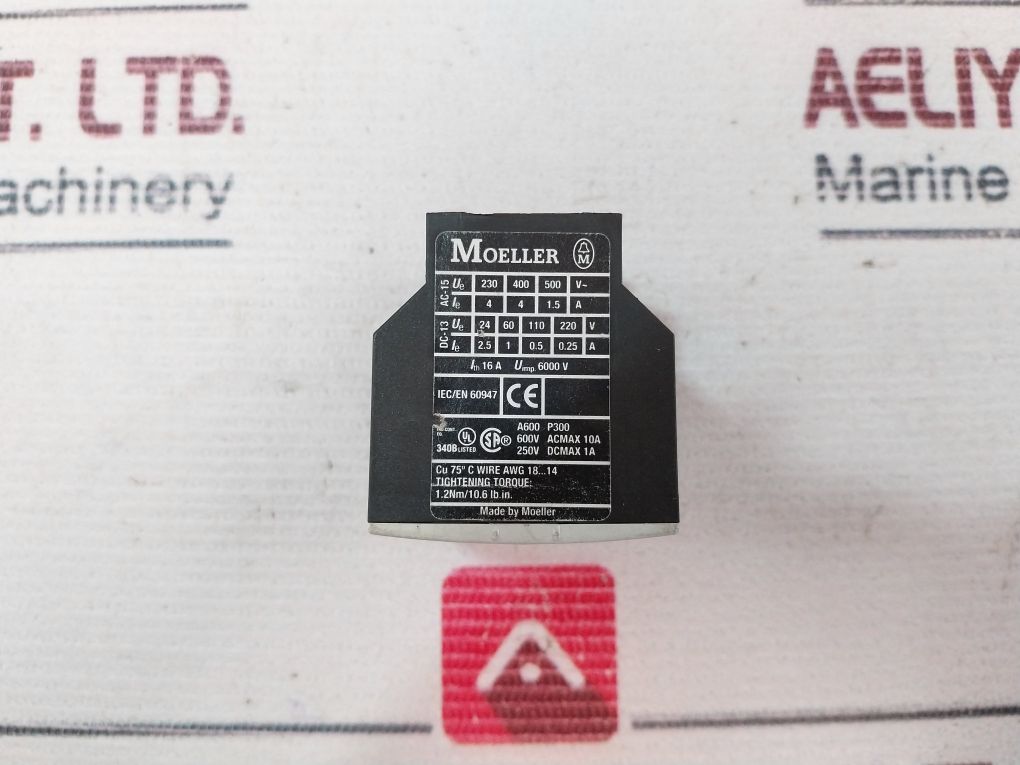 T. LTD.
AELIY
achinery
Marine
MOELLER M
AC-15 Ue 230 400 500 V~
Ie 4 4 1.5 A
DC-13 Ue 24 60 110 220 V
Ie 2.5 1 0.5 0.25 A
Ith 16 A Uimp. 6000 V
IEC/EN 60947 CE
A600 P300
UL SA® 600V ACMAX 10A
340B LISTED 250V DCMAX 1A
Cu 75° C WIRE AWG 18...14
TIGHTENING TORQUE:
1.2Nm/10.6 lb.in.
Made by Moeller